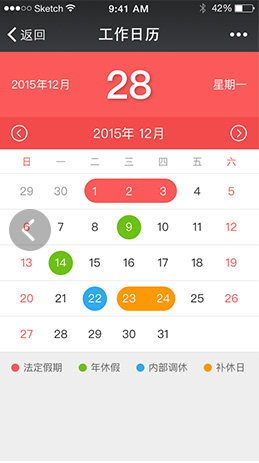 ●●●○○ Sketch 9:41 AM 42%
返回 工作日历 •••
2015年12月 28 星期一
2015年 12月
日 一 二 三 三 五 六
29 30 1 2 3 4 5
6 7 8 9 10 11 12
13 14 15 16 17 18 19
20 21 22 23 24 25 26
27 28 29 30 31
法定假期 年休假 内部调休 补休日